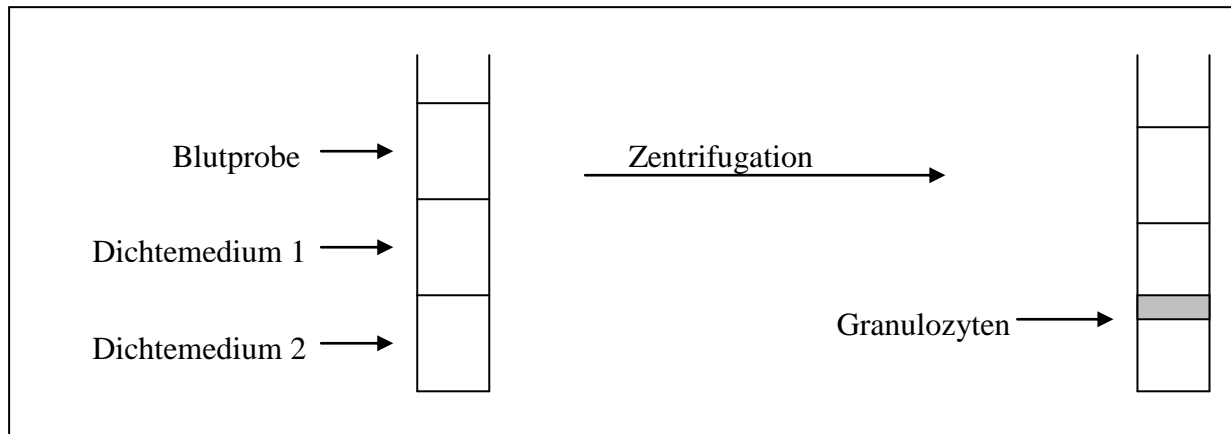 Blutprobe
Zentrifugation
Dichtemedium 1
Granulozyten
Dichtemedium 2